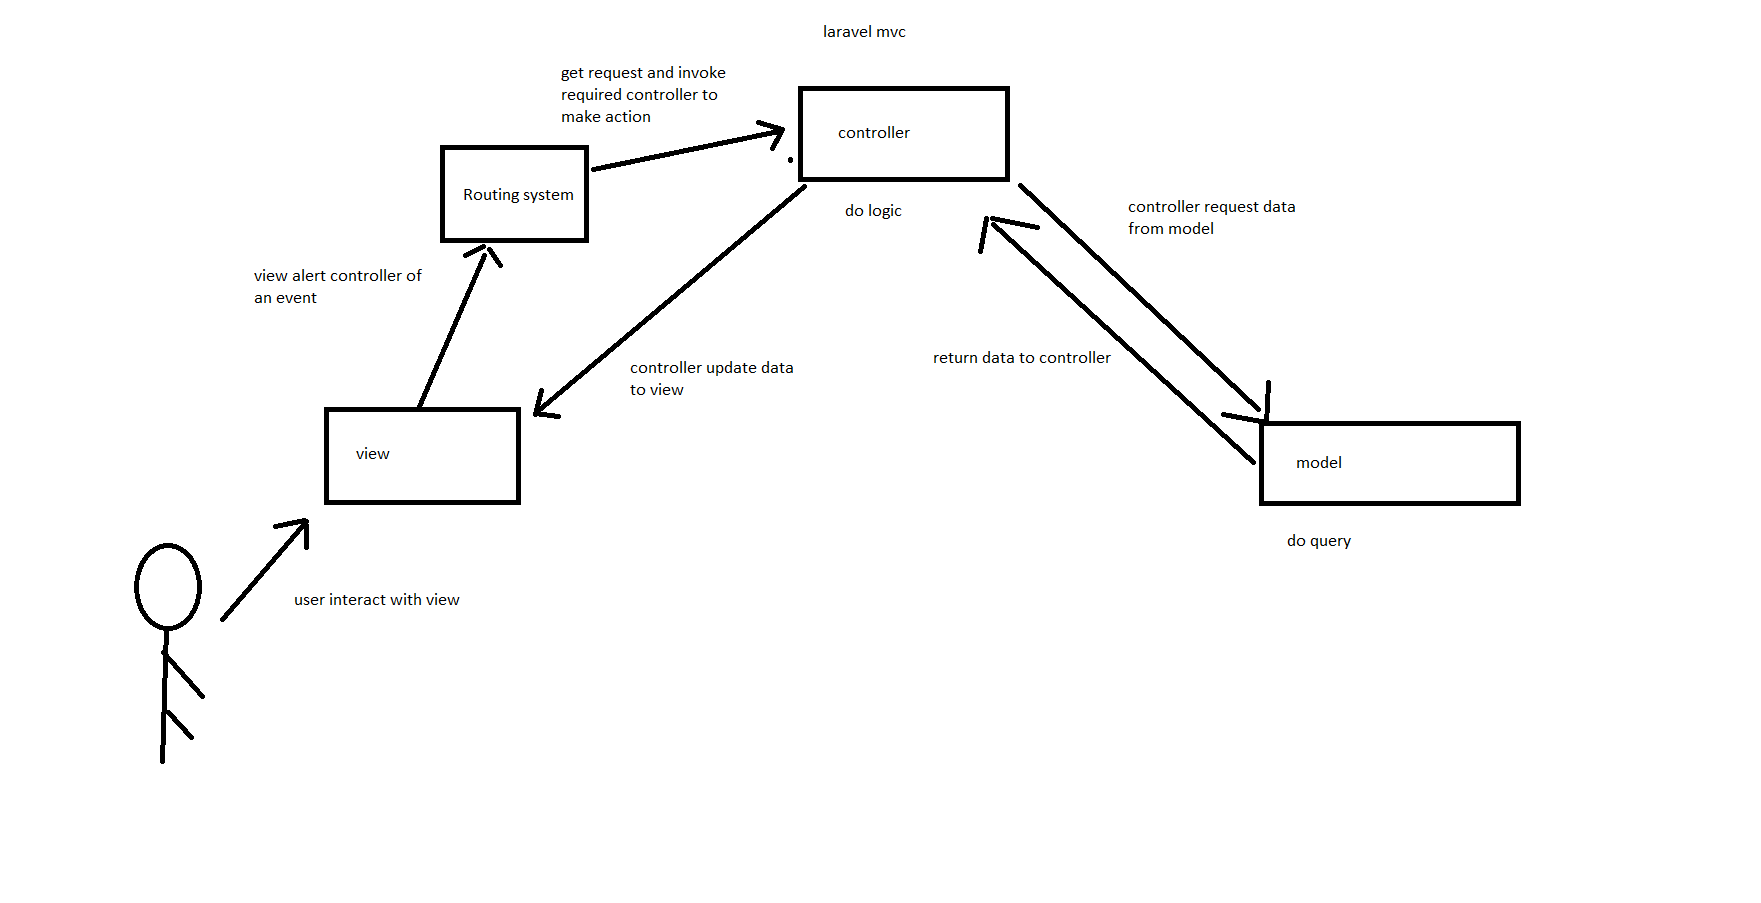 laravel mvc
get request and invoke
required controller to
make action
controller
Routing system
do logic
controller request data
from model
view alert controller of
an event
return data to controller
controller update data
to view
view
model
do query
user interact with view